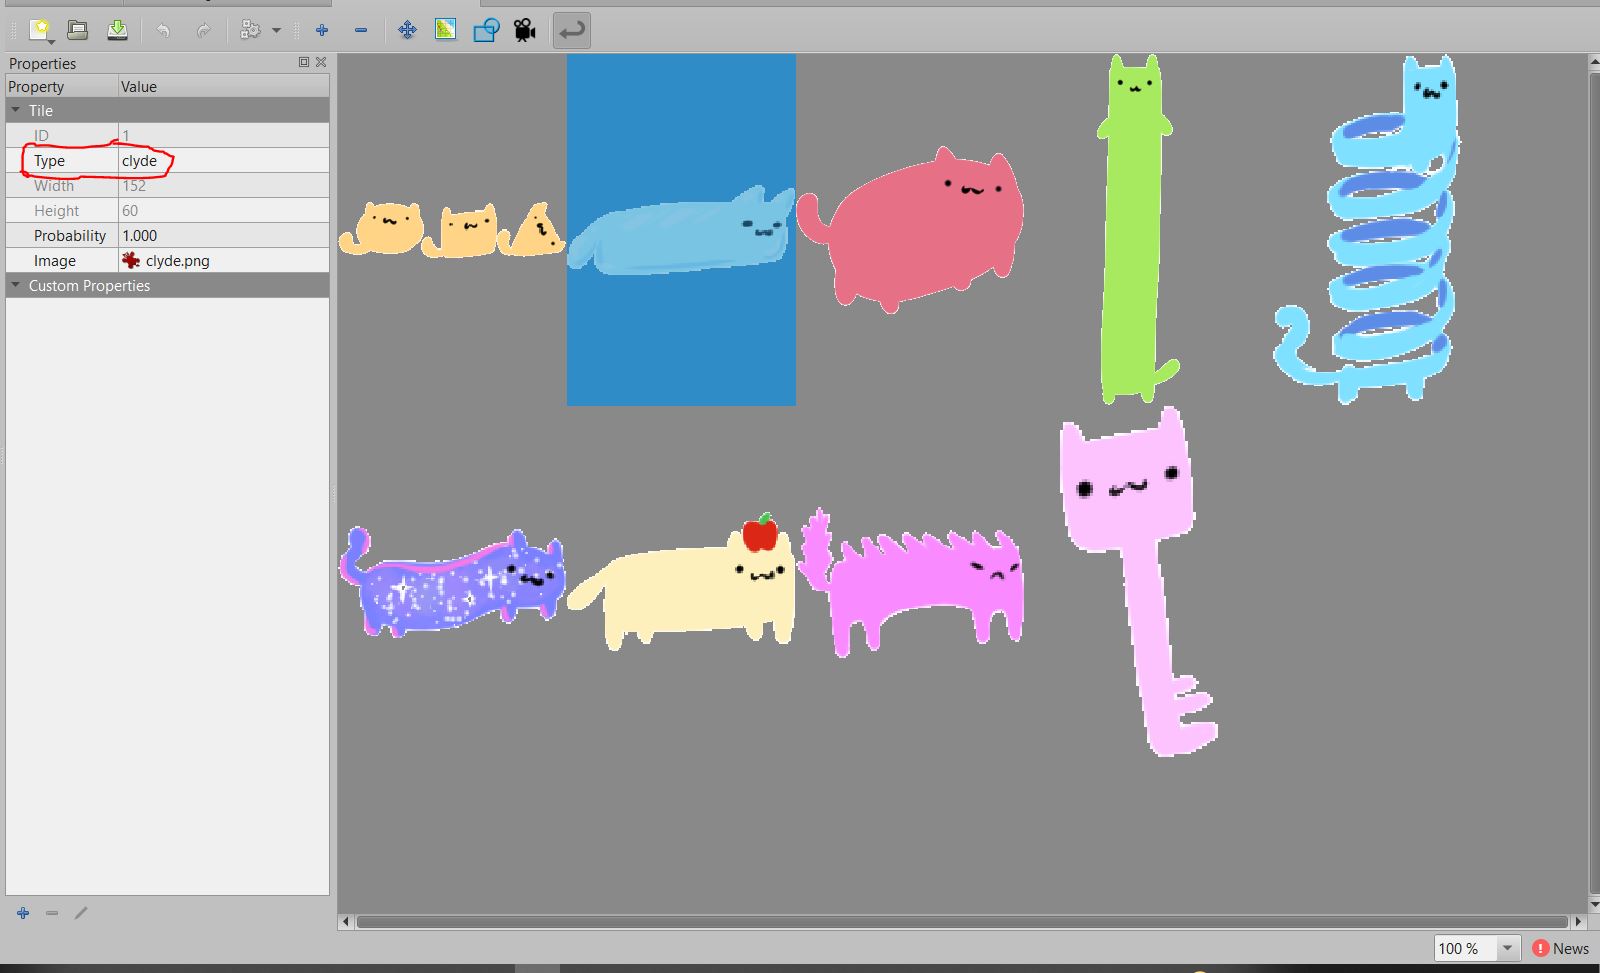 Properties
Property Value
Tile
ID 1
Type clyde
Width 152
Height 60
Probability 1.000
Image clyde.png
Custom Properties
100 %
News